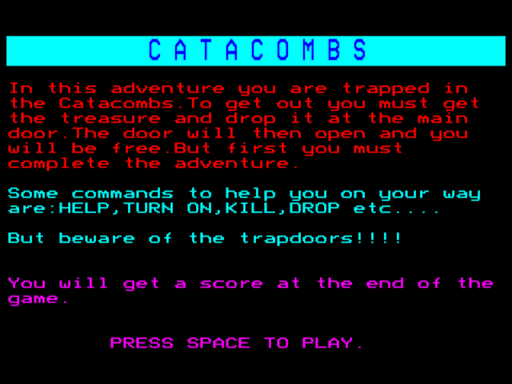 CATACOMBS
In this adventure you are trapped in
the Catacombs.To get out you must get
the treasure and drop it at the main
door.The door will then open and you
will be free.But first you must
complete the adventure.
Some commands to help you on your way
are:HELP,TURN ON,KILL,DROP etc....
But beware of the trapdoors!!!!
You will get a score at the end of the
game.
PRESS SPACE TO PLAY.